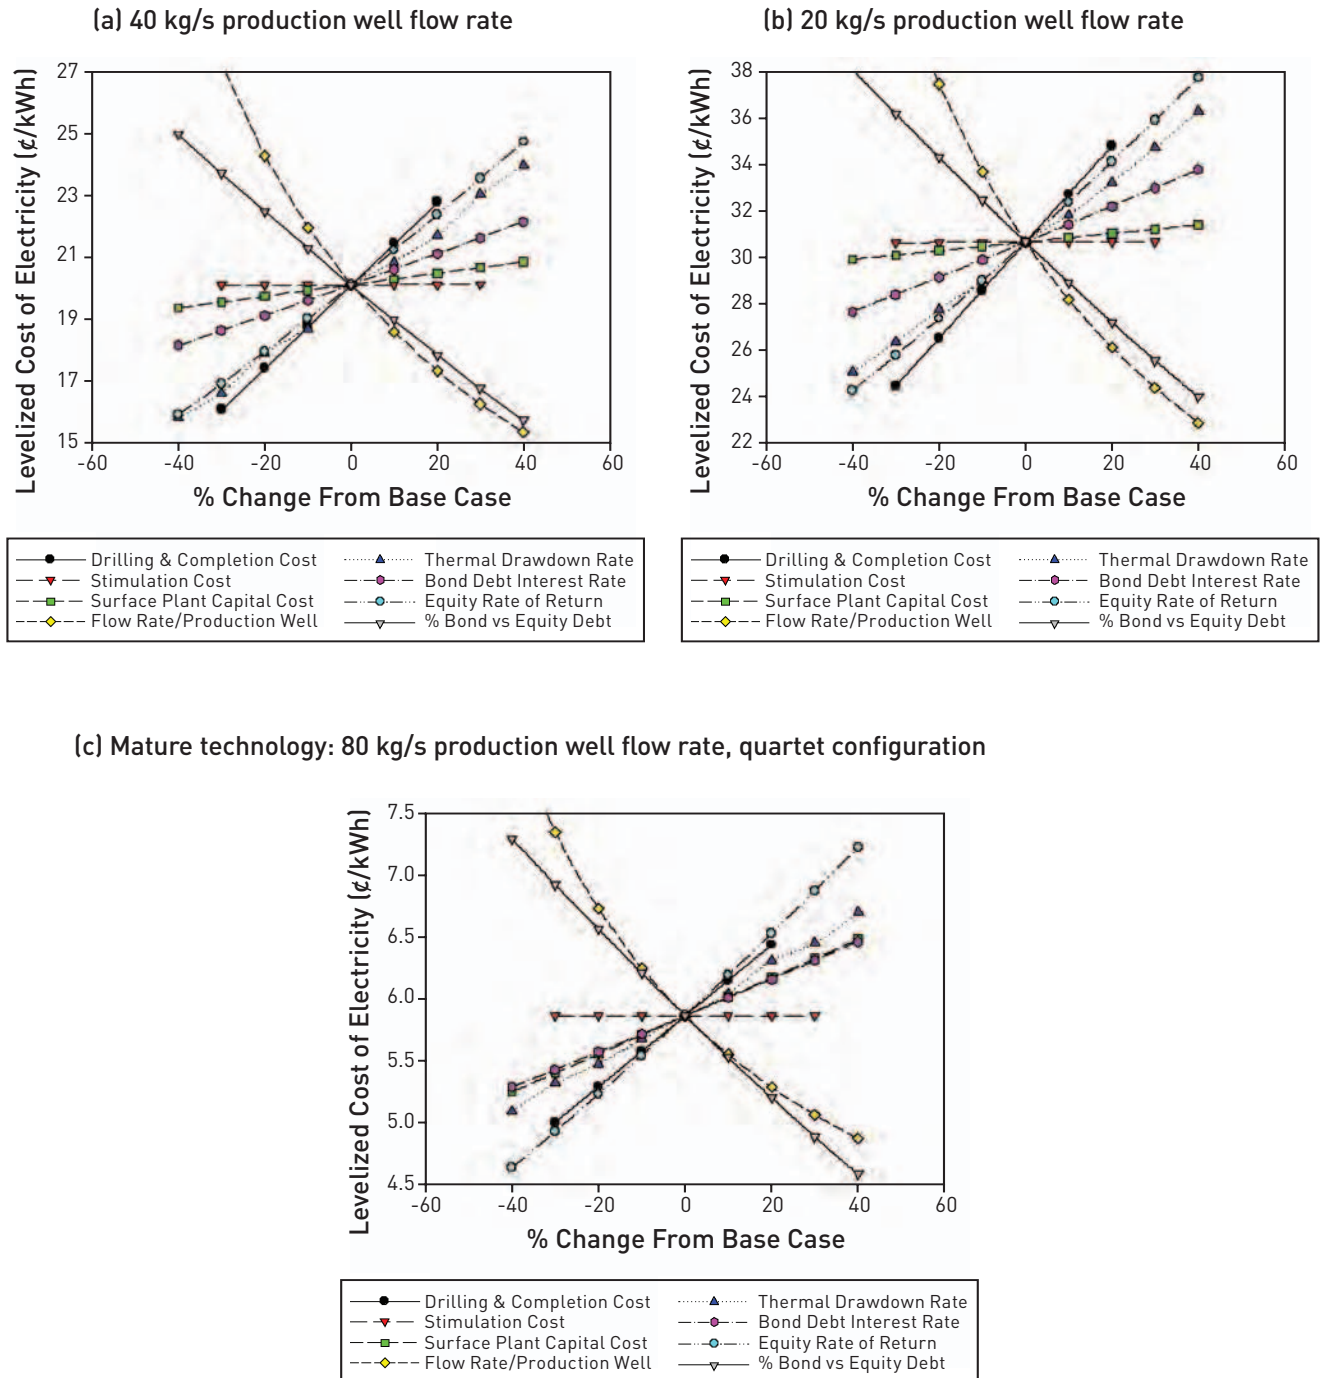 (a) 40 kg/s production well flow rate
Levelized Cost of Electricity (¢/kWh)
27
25
23
21
19
17
15
-60 -40 -20 0 20 40 60
% Change From Base Case
Drilling & Completion Cost
Stimulation Cost
Surface Plant Capital Cost
Flow Rate/Production Well
Thermal Drawdown Rate
Bond Debt Interest Rate
Equity Rate of Return
% Bond vs Equity Debt
(b) 20 kg/s production well flow rate
Levelized Cost of Electricity (¢/kWh)
38
36
34
32
30
28
26
24
22
-60 -40 -20 0 20 40 60
% Change From Base Case
Drilling & Completion Cost
Stimulation Cost
Surface Plant Capital Cost
Flow Rate/Production Well
Thermal Drawdown Rate
Bond Debt Interest Rate
Equity Rate of Return
% Bond vs Equity Debt
(c) Mature technology: 80 kg/s production well flow rate, quartet configuration
Levelized Cost of Electricity (¢/kWh)
7.5
7.0
6.5
6.0
5.5
5.0
4.5
-60 -40 -20 0 20 40 60
% Change From Base Case
Drilling & Completion Cost
Stimulation Cost
Surface Plant Capital Cost
Flow Rate/Production Well
Thermal Drawdown Rate
Bond Debt Interest Rate
Equity Rate of Return
% Bond vs Equity Debt